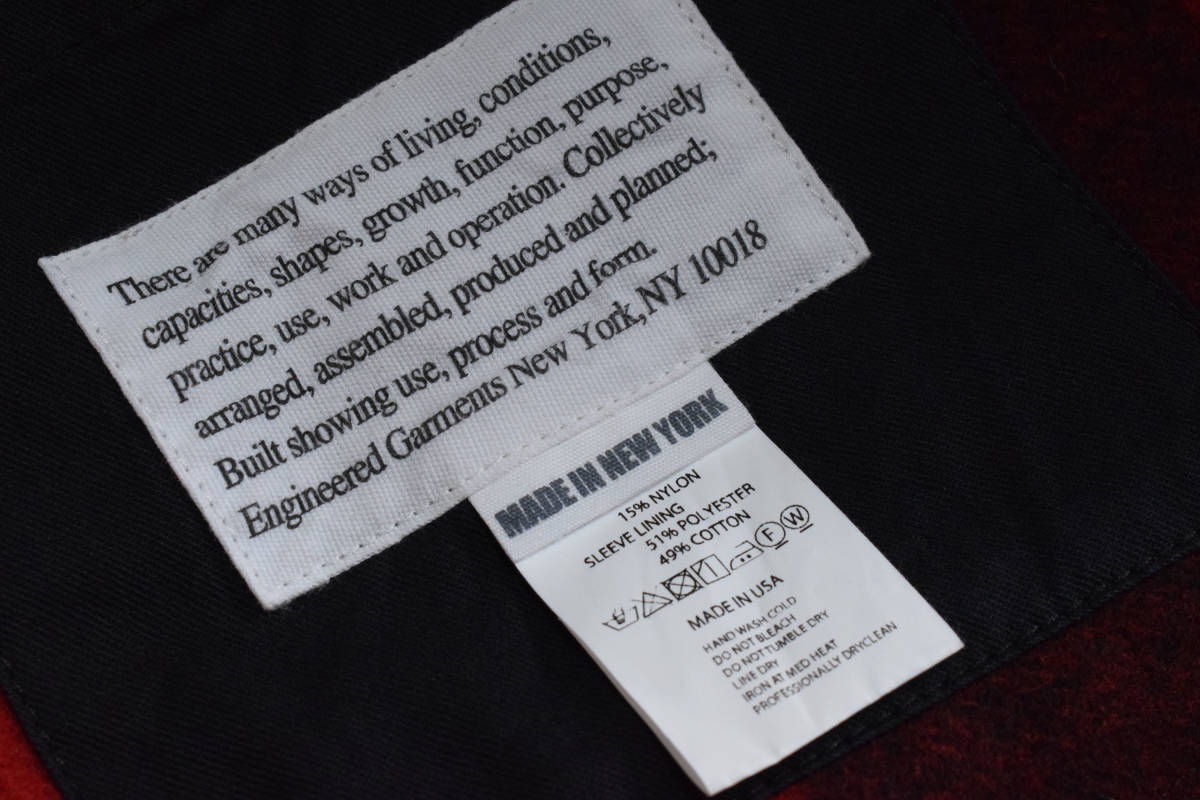 There are many ways of living, conditions,
capacities, shapes, growth, function, purpose,
practice, use, work and operation. Collectively
arranged, assembled, produced and planned;
Built showing use, process and form.
Engineered Garments New York, NY 10018
MADE IN NEW YORK
15% NYLON
SLEEVE LINING
51% POLYESTER
49% COTTON
F W
MADE IN USA
HAND WASH COLD
DO NOT BLEACH
DO NOT TUMBLE DRY
LINE DRY
IRON AT MED HEAT
PROFESSIONALLY DRYCLEAN